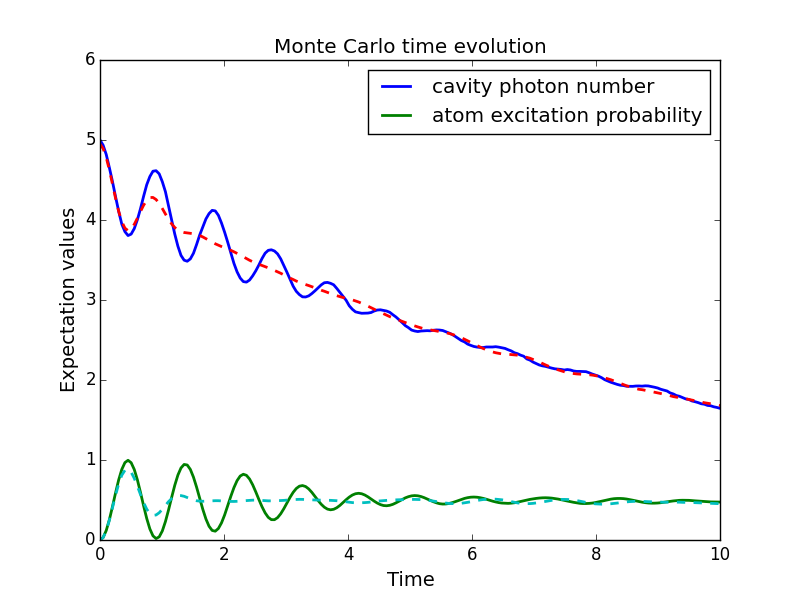 Monte Carlo time evolution
cavity photon number
atom excitation probability
Expectation values
6
5
4
3
2
1
0
0 2 4 6 8 10
Time